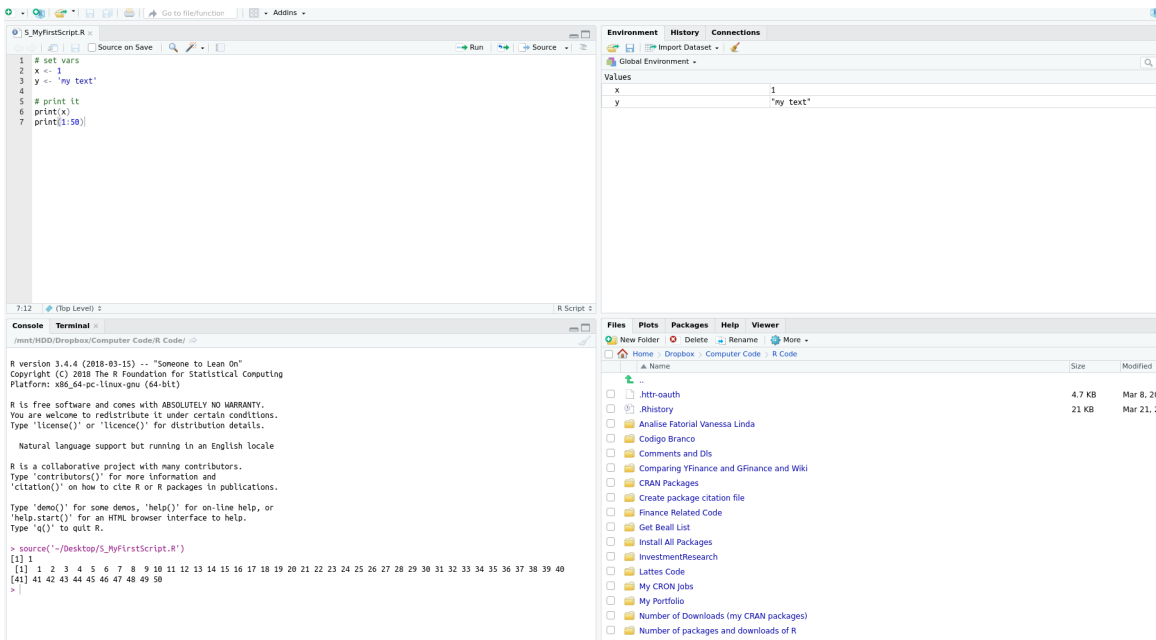 Go to file/function Addins
S_MyFirstScript.R
Source on Save Run Source
1 # set vars
2 x <- 1
3 y <- 'my text'
4
5 # print it
6 print(x)
7 print(1:50)
7:12 (Top Level) R Script
Console Terminal
/mnt/HDD/Dropbox/Computer Code/R Code/
R version 3.4.4 (2018-03-15) -- "Someone to Lean On"
Copyright (C) 2018 The R Foundation for Statistical Computing
Platform: x86_64-pc-linux-gnu (64-bit)
R is free software and comes with ABSOLUTELY NO WARRANTY.
You are welcome to redistribute it under certain conditions.
Type 'license()' or 'licence()' for distribution details.
Natural language support but running in an English locale
R is a collaborative project with many contributors.
Type 'contributors()' for more information and
'citation()' on how to cite R or R packages in publications.
Type 'demo()' for some demos, 'help()' for on-line help, or
'help.start()' for an HTML browser interface to help.
Type 'q()' to quit R.
> source('~/Desktop/S_MyFirstScript.R')
[1] 1
[1] 1 2 3 4 5 6 7 8 9 10 11 12 13 14 15 16 17 18 19 20 21 22 23 24 25 26 27 28 29 30 31 32 33 34 35 36 37 38 39 40
[41] 41 42 43 44 45 46 47 48 49 50
>
Environment History Connections
Import Dataset
Global Environment
Values
x 1
y "my text"
Files Plots Packages Help Viewer
New Folder Delete Rename More
Home Dropbox Computer Code R Code
Name Size Modified
..
.httr-oauth 4.7 KB Mar 8,
.Rhistory 21 KB Mar 21,
Analise Fatorial Vanessa Linda
Codigo Branco
Comments and Dls
Comparing YFinance and GFinance and Wiki
CRAN Packages
Create package citation file
Finance Related Code
Get Beall List
Install All Packages
InvestmentResearch
Lattes Code
My CRON Jobs
My Portfolio
Number of Downloads (my CRAN packages)
Number of packages and downloads of R